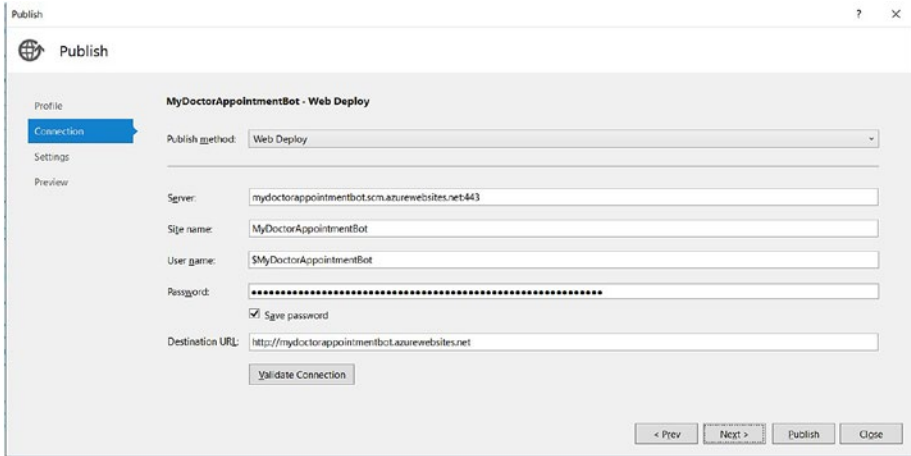 Publish ? ×
Publish
Profile
Connection
Settings
Preview
MyDoctorAppointmentBot - Web Deploy
Publish method: Web Deploy
Server: mydoctorappointmentbot.scm.azurewebsites.net:443
Site name: MyDoctorAppointmentBot
User name: $MyDoctorAppointmentBot
Password: ••••••••••••••••••••••••••••••••••••••••••••••••••••••••••••
Save password
Destination URL: http://mydoctorappointmentbot.azurewebsites.net
Validate Connection
< Prev Next > Publish Close